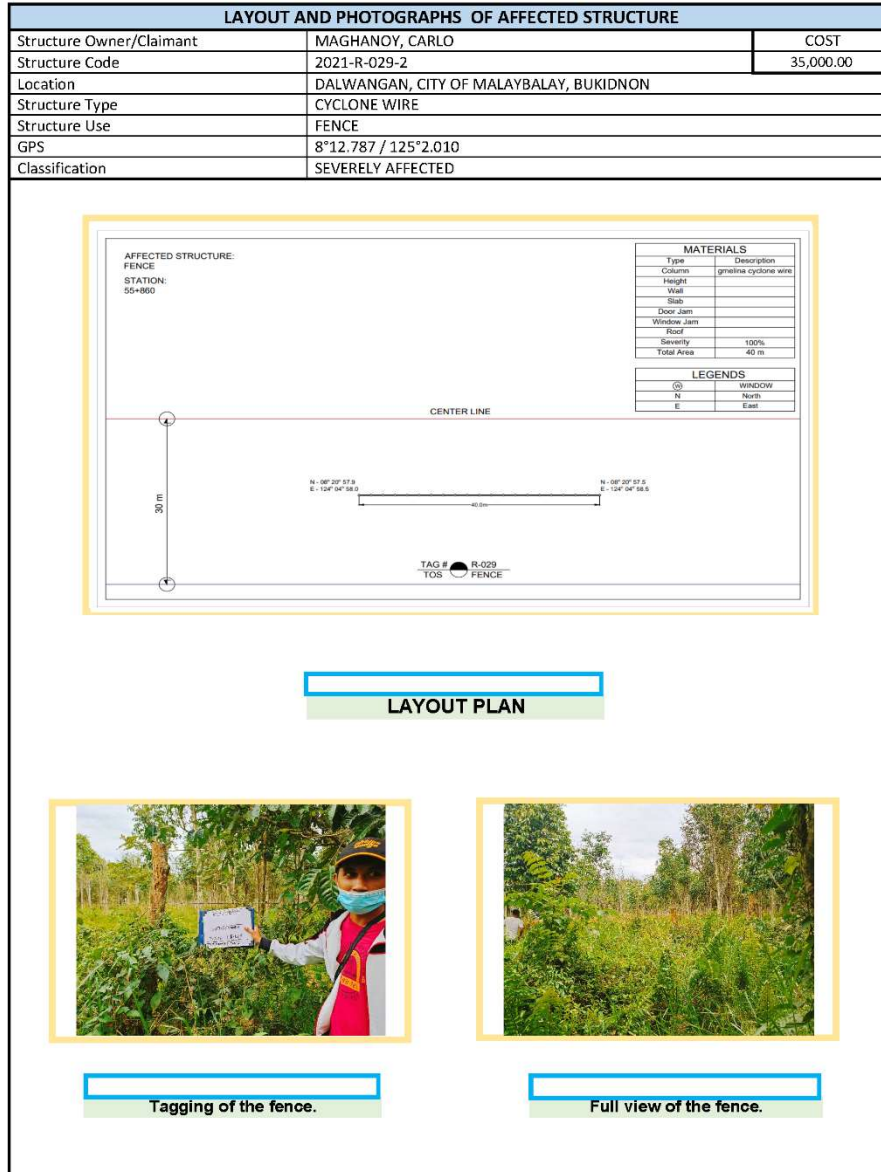 LAYOUT AND PHOTOGRAPHS OF AFFECTED STRUCTURE
Structure Owner/Claimant MAGHANOY, CARLO COST
Structure Code 2021-R-029-2 35,000.00
Location DALWANGAN, CITY OF MALAYBALAY, BUKIDNON
Structure Type CYCLONE WIRE
Structure Use FENCE
GPS 8°12.787 / 125°2.010
Classification SEVERELY AFFECTED
AFFECTED STRUCTURE:
FENCE
STATION:
55+860
MATERIALS
Type Description
Column gmelina cyclone wire
Height
Wall
Slab
Door Jam
Window Jam
Roof
Severity 100%
Total Area 40 m
LEGENDS
W WINDOW
N North
E East
CENTER LINE
30 m
N - 08° 20' 57.9
E - 124° 04' 58.0
N - 08° 20' 57.5
E - 124° 04' 58.5
40.0m
TAG # R-029
TOS FENCE
LAYOUT PLAN
Tagging of the fence.
Full view of the fence.